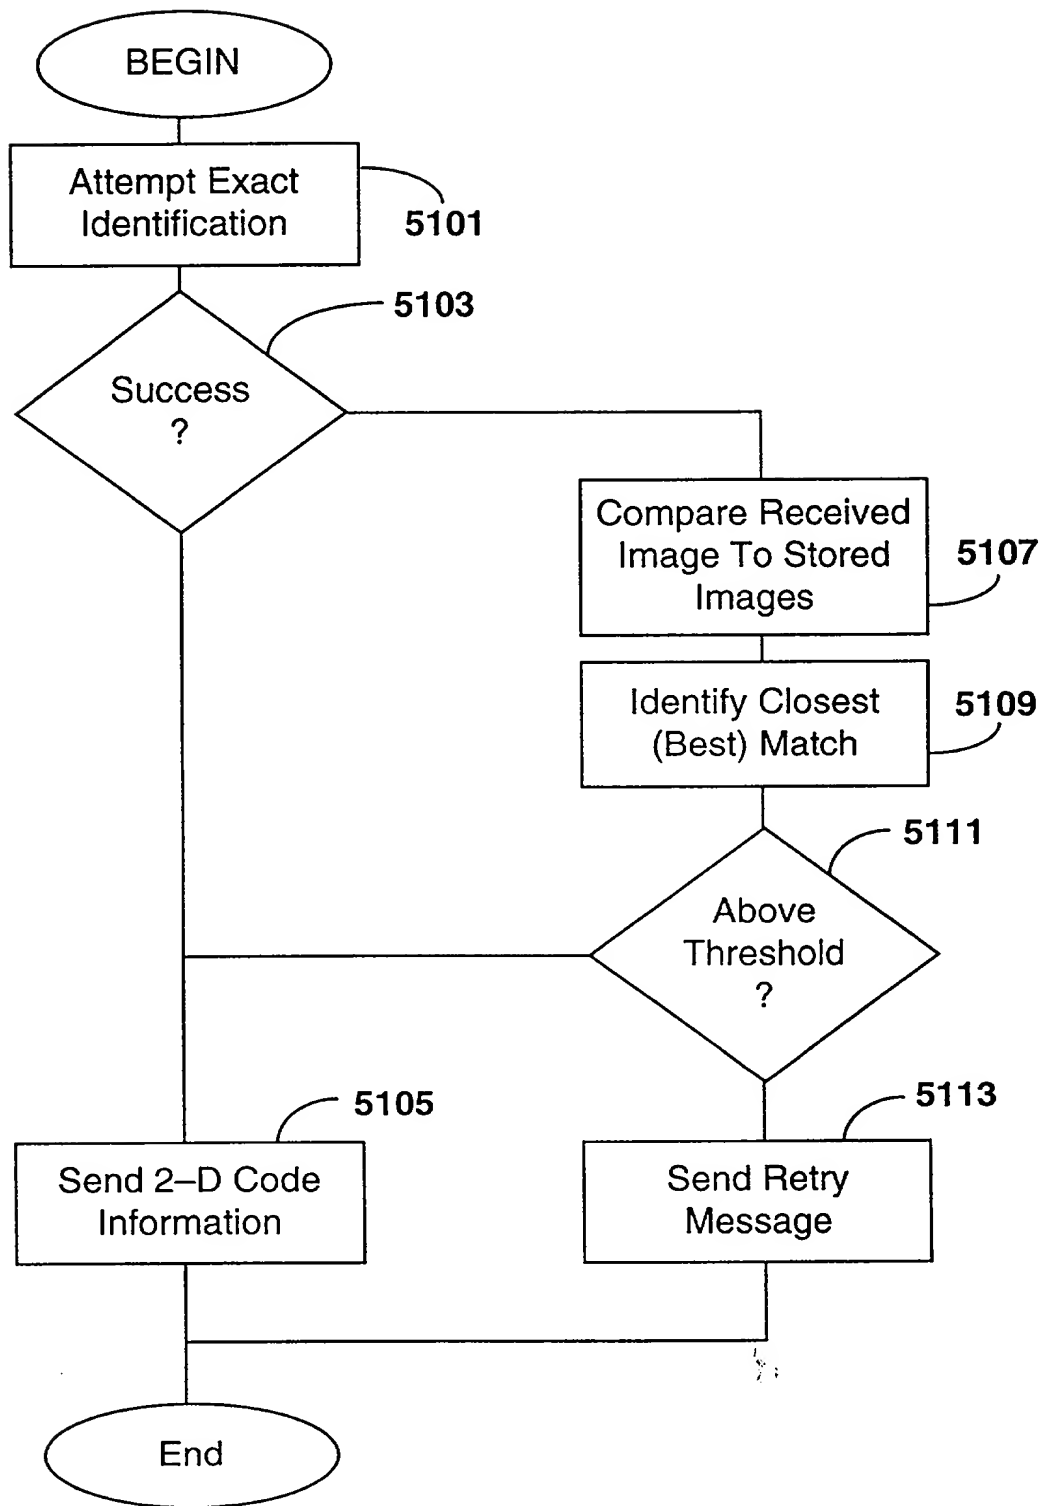 BEGIN
Attempt Exact
Identification
5101
5103
Success
?
Compare Received
Image To Stored
Images
5107
Identify Closest
(Best) Match
5109
5111
Above
Threshold
?
5105
Send 2–D Code
Information
5113
Send Retry
Message
End